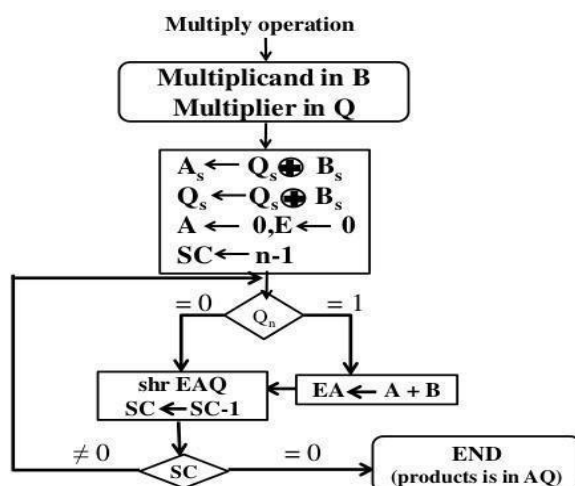 Multiply operation
Multiplicand in B
Multiplier in Q
Aₛ ← Qₛ ⊕ Bₛ
Qₛ ← Qₛ ⊕ Bₛ
A ← 0,E ← 0
SC ← n-1
= 0
= 1
Qₙ
shr EAQ
SC ← SC-1
EA ← A + B
≠ 0
SC
= 0
END
(products is in AQ)